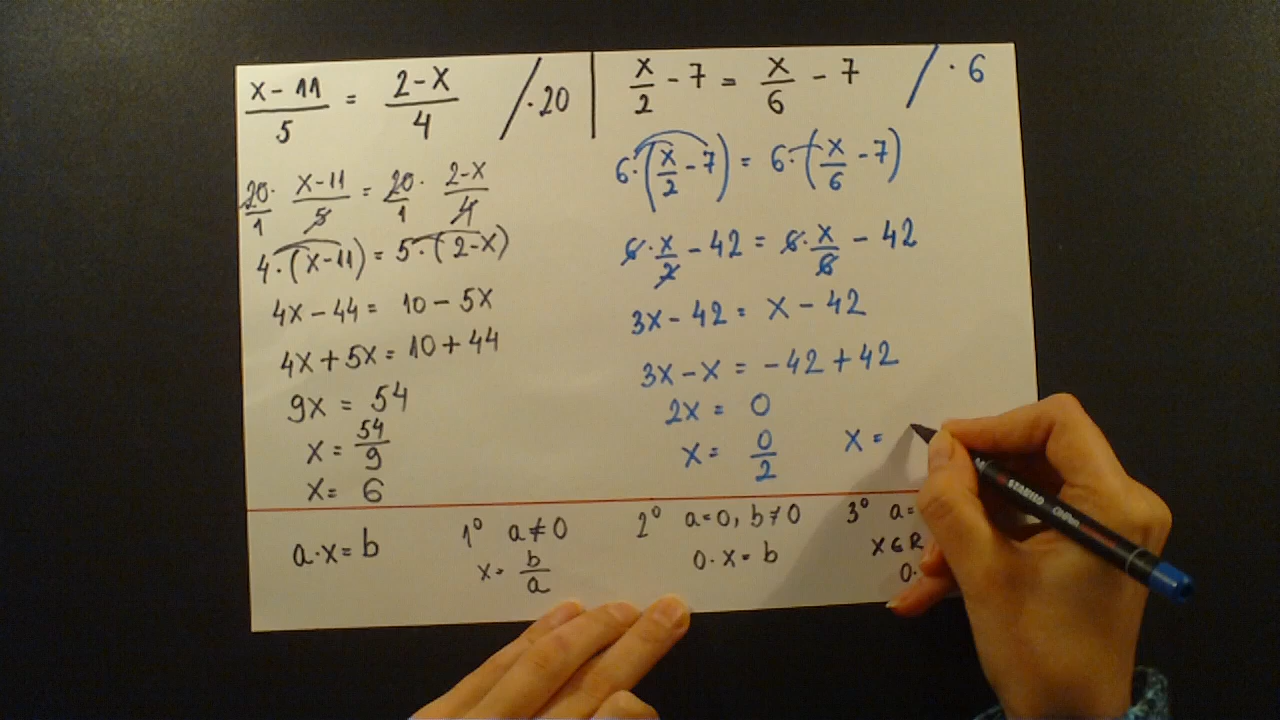 x-11/5 = 2-x/4 /·20
20/1 · x-11/5 = 20/1 · 2-x/4
4·(x-11) = 5·(2-x)
4x-44 = 10-5x
4x+5x = 10+44
9x = 54
x = 54/9
x = 6
x/2 - 7 = x/6 - 7 /·6
6·(x/2 - 7) = 6·(x/6 - 7)
6·x/2 - 42 = 6·x/6 - 42
3x-42 = x-42
3x-x = -42+42
2x = 0
x = 0/2 x =
a·x = b
1° a≠0
x = b/a
2° a=0, b≠0
0·x = b
3° a=
x∈R
0·
STABILO